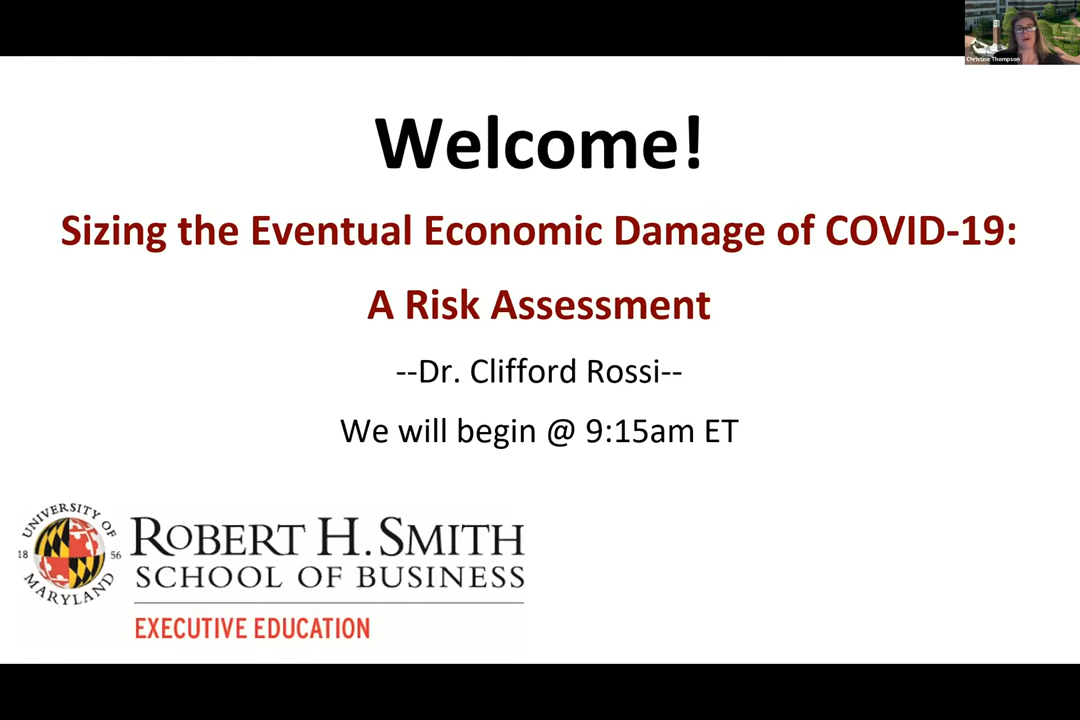 Christine Thompson
Welcome!
Sizing the Eventual Economic Damage of COVID-19:
A Risk Assessment
--Dr. Clifford Rossi--
We will begin @ 9:15am ET
UNIVERSITY OF
18 56
MARYLAND
ROBERT H. SMITH
SCHOOL OF BUSINESS
EXECUTIVE EDUCATION